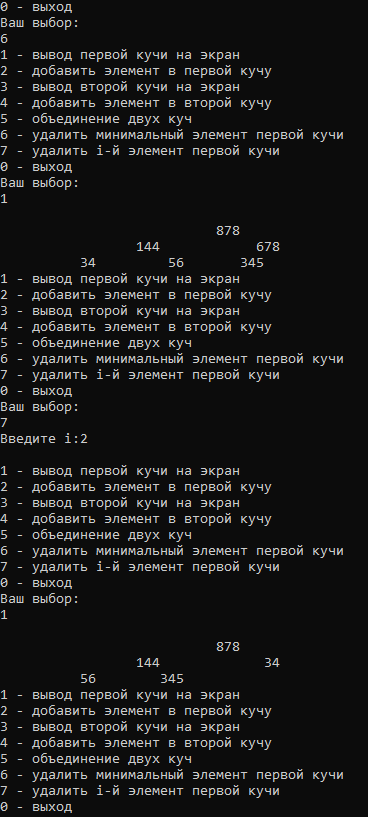 0 - выход
Ваш выбор:
6
1 - вывод первой кучи на экран
2 - добавить элемент в первую кучу
3 - вывод второй кучи на экран
4 - добавить элемент в второю кучу
5 - объединение двух куч
6 - удалить минимальный элемент первой кучи
7 - удалить i-й элемент первой кучи
0 - выход
Ваш выбор:
1
878
144 678
34 56 345
1 - вывод первой кучи на экран
2 - добавить элемент в первую кучу
3 - вывод второй кучи на экран
4 - добавить элемент в второю кучу
5 - объединение двух куч
6 - удалить минимальный элемент первой кучи
7 - удалить i-й элемент первой кучи
0 - выход
Ваш выбор:
7
Введите i:2
1 - вывод первой кучи на экран
2 - добавить элемент в первую кучу
3 - вывод второй кучи на экран
4 - добавить элемент в второю кучу
5 - объединение двух куч
6 - удалить минимальный элемент первой кучи
7 - удалить i-й элемент первой кучи
0 - выход
Ваш выбор:
1
878
144 34
56 345
1 - вывод первой кучи на экран
2 - добавить элемент в первую кучу
3 - вывод второй кучи на экран
4 - добавить элемент в второю кучу
5 - объединение двух куч
6 - удалить минимальный элемент первой кучи
7 - удалить i-й элемент первой кучи
0 - выход